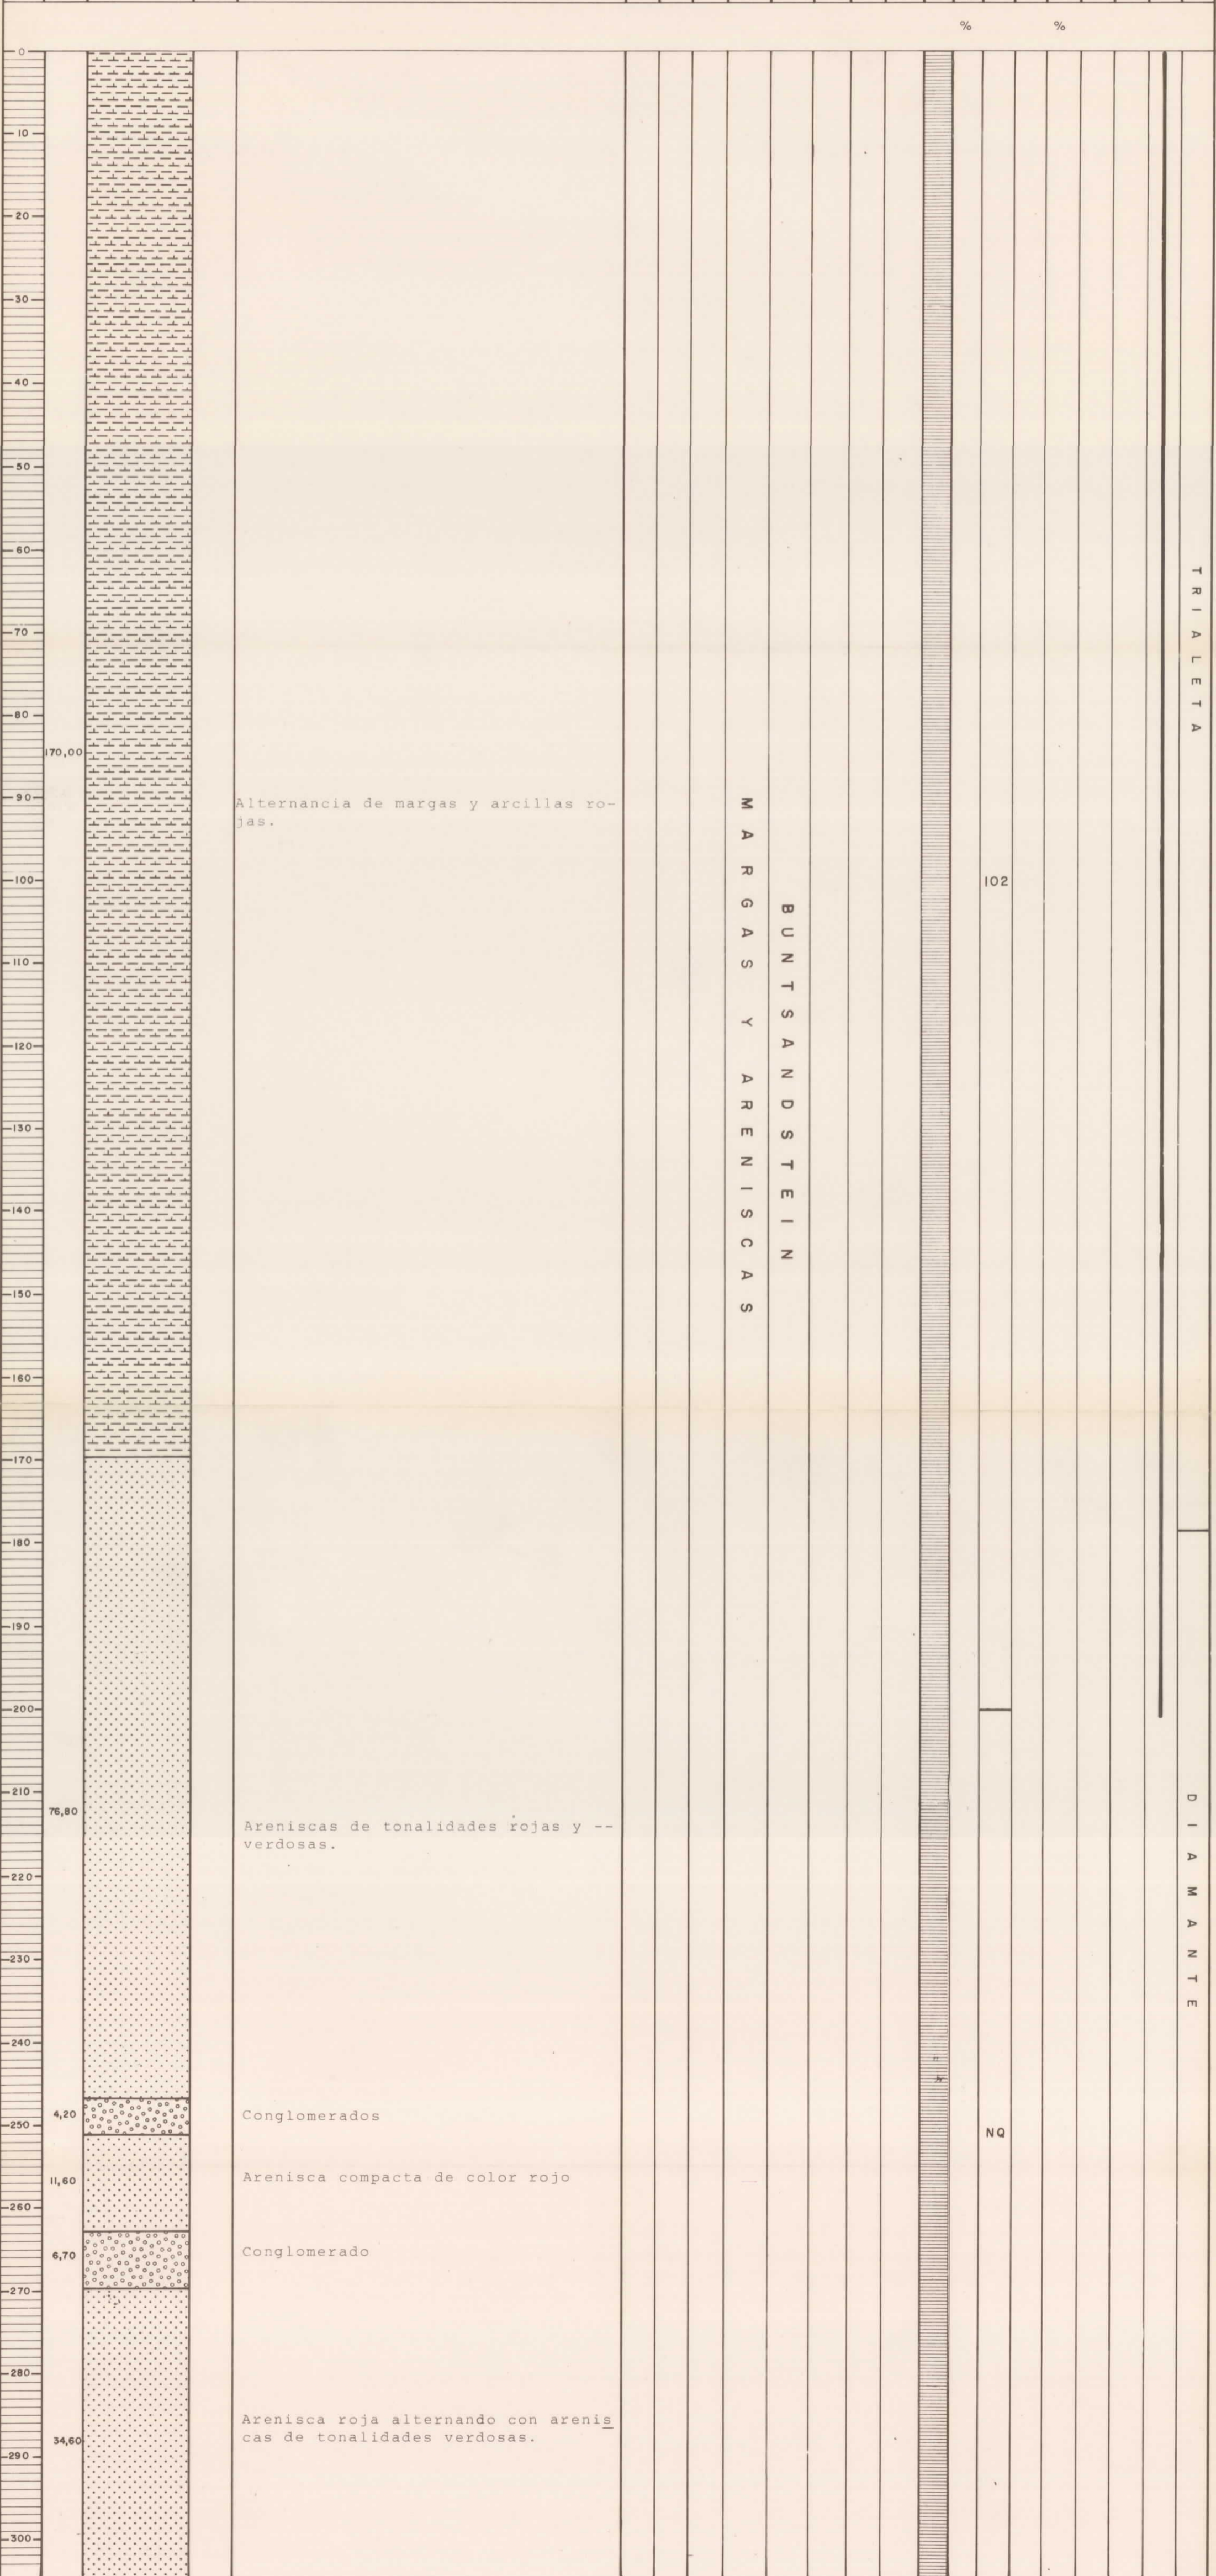 % %
0
10
20
30
40
50
60
70
80
90
100
110
120
130
140
150
160
170
180
190
200
210
220
230
240
250
260
270
280
290
300
170,00
76,80
4,20
11,60
6,70
34,60
Alternancia de margas y arcillas ro-
jas.
Areniscas de tonalidades rojas y --
verdosas.
Conglomerados
Arenisca compacta de color rojo
Conglomerado
Arenisca roja alternando con arenis
cas de tonalidades verdosas.
MARGAS Y ARENISCAS
BUNTSANDSTEIN
102
NQ
TRIALETA
DIAMANTE